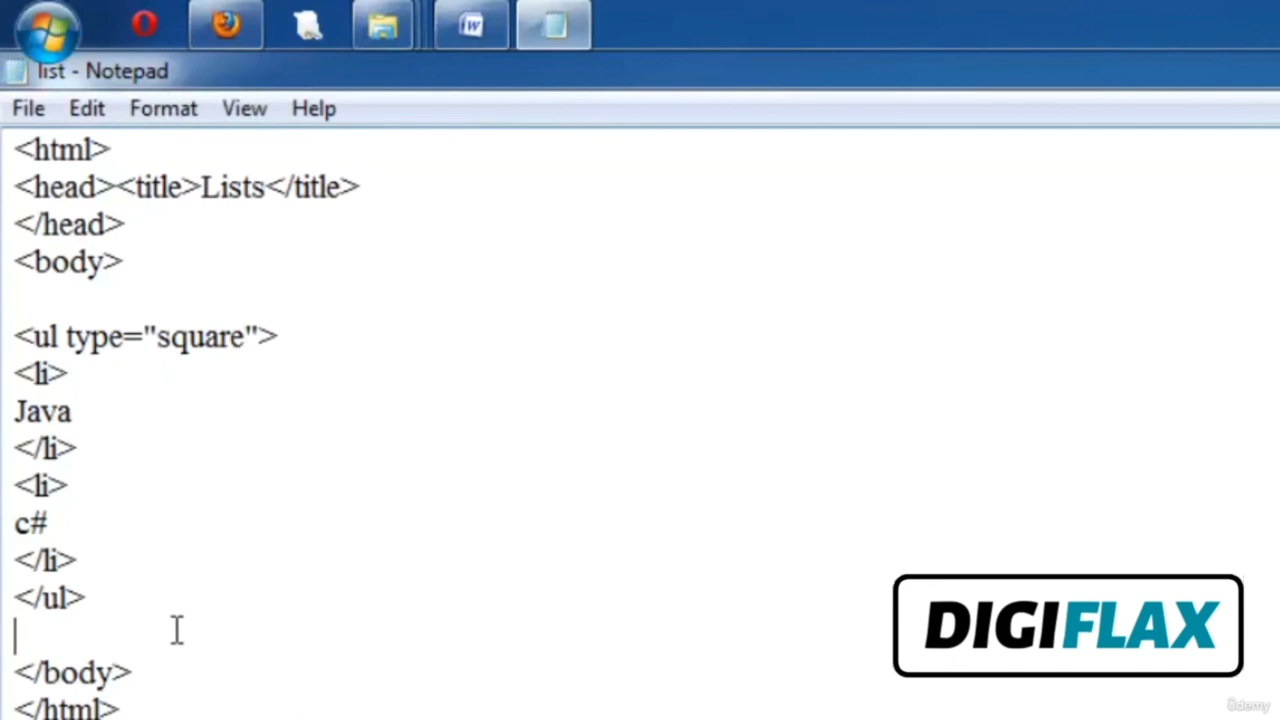 list - Notepad
File Edit Format View Help
<html>
<head><title>Lists</title>
</head>
<body>
<ul type="square">
<li>
Java
</li>
<li>
c#
</li>
</ul>
</body>
</html>
DIGIFLAX
ûdemy